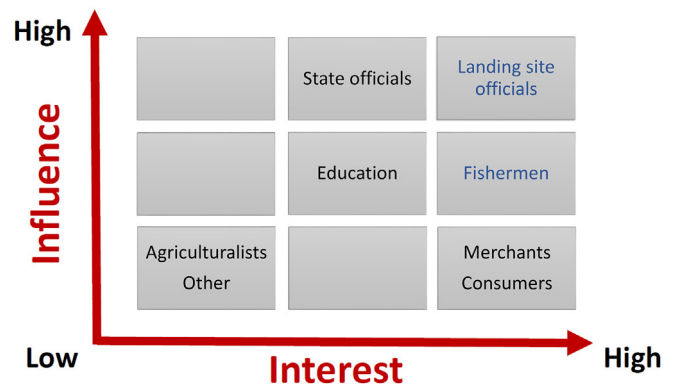 High
State officials
Landing site
officials
Influence
Education
Fishermen
Agriculturalists
Other
Merchants
Consumers
Low
Interest
High